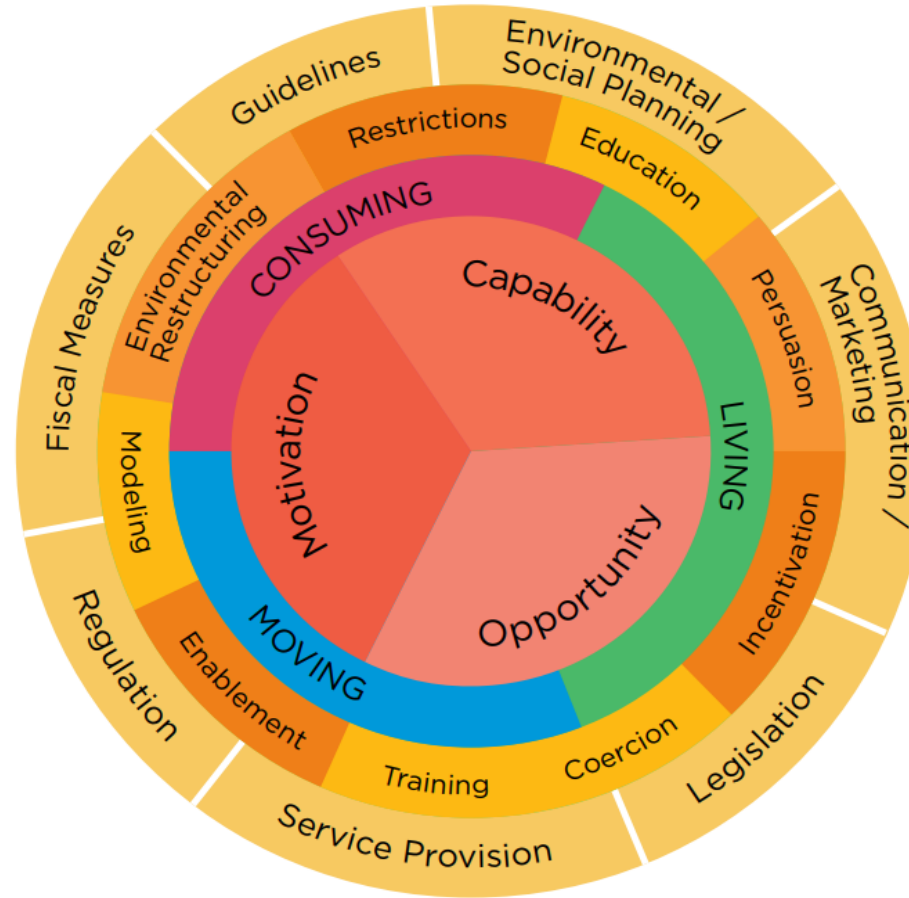 Guidelines
Environmental /
Social Planning
Communication /
Marketing
Legislation
Service Provision
Regulation
Fiscal Measures
Restrictions
Education
Persuasion
Incentivation
Coercion
Training
Enablement
Modeling
Environmental
Restructuring
CONSUMING
LIVING
MOVING
Capability
Opportunity
Motivation